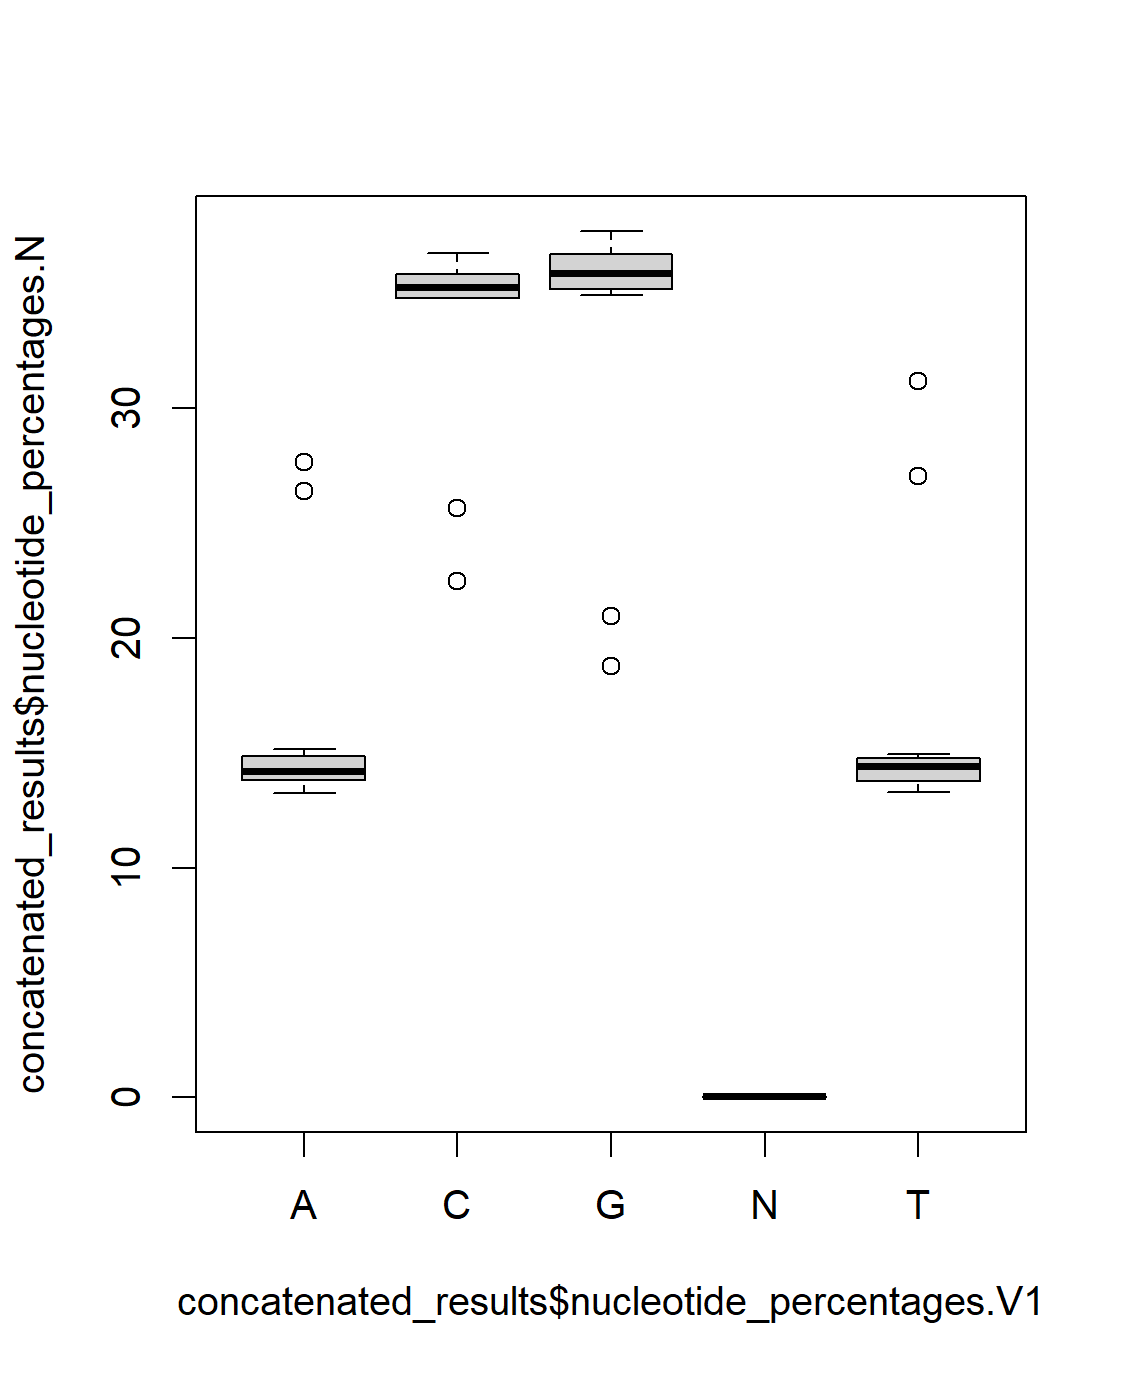 concatenated_results$nucleotide_percentages.N
30
20
10
0
A C G N T
concatenated_results$nucleotide_percentages.V1